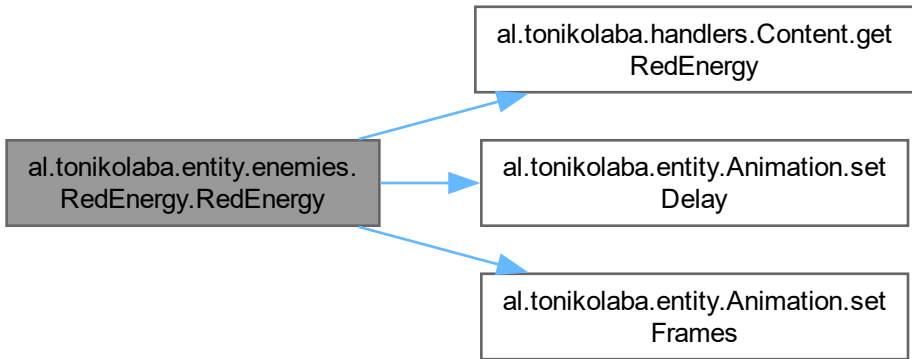 al.tonikolaba.handlers.Content.get
RedEnergy
al.tonikolaba.entity.enemies.
RedEnergy.RedEnergy
al.tonikolaba.entity.Animation.set
Delay
al.tonikolaba.entity.Animation.set
Frames